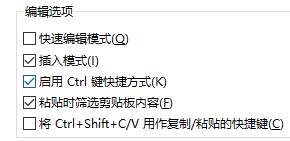 编辑选项
快速编辑模式(Q)
插入模式(I)
启用 Ctrl 键快捷方式(K)
粘贴时筛选剪贴板内容(F)
将 Ctrl+Shift+C/V 用作复制/粘贴的快捷键(C)